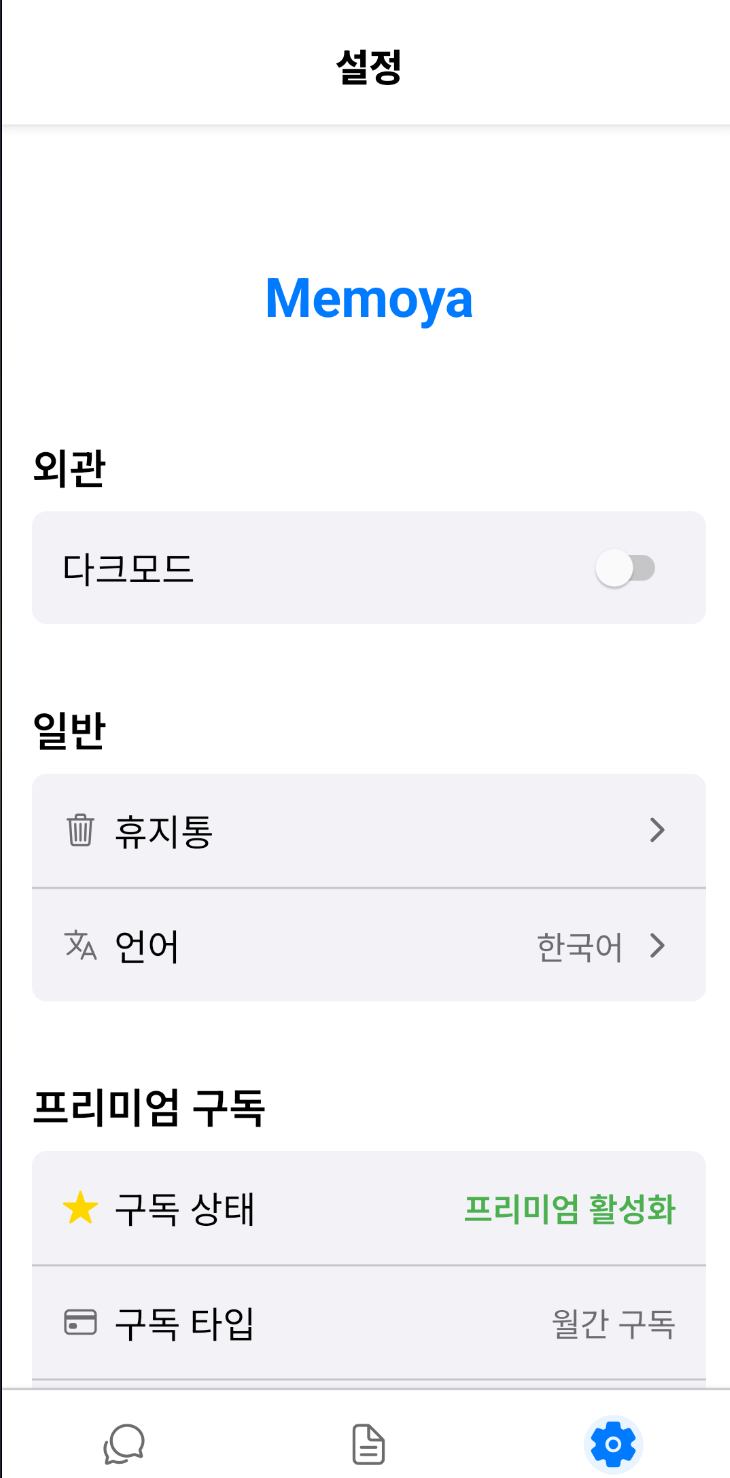 설정
Memoya
외관
다크모드
일반
휴지통
언어 한국어
프리미엄 구독
구독 상태 프리미엄 활성화
구독 타입 월간 구독